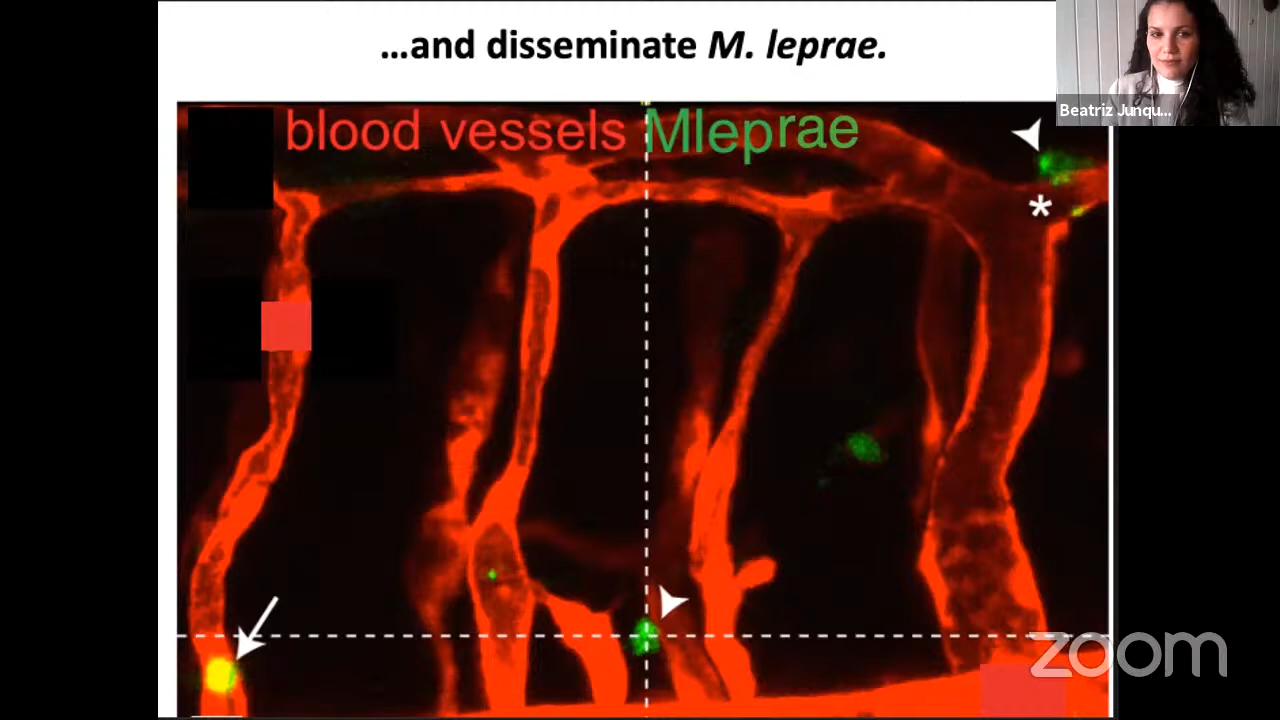 ...and disseminate M. leprae.
Beatriz Junqu...
blood vessels Mleprae
*
zoom